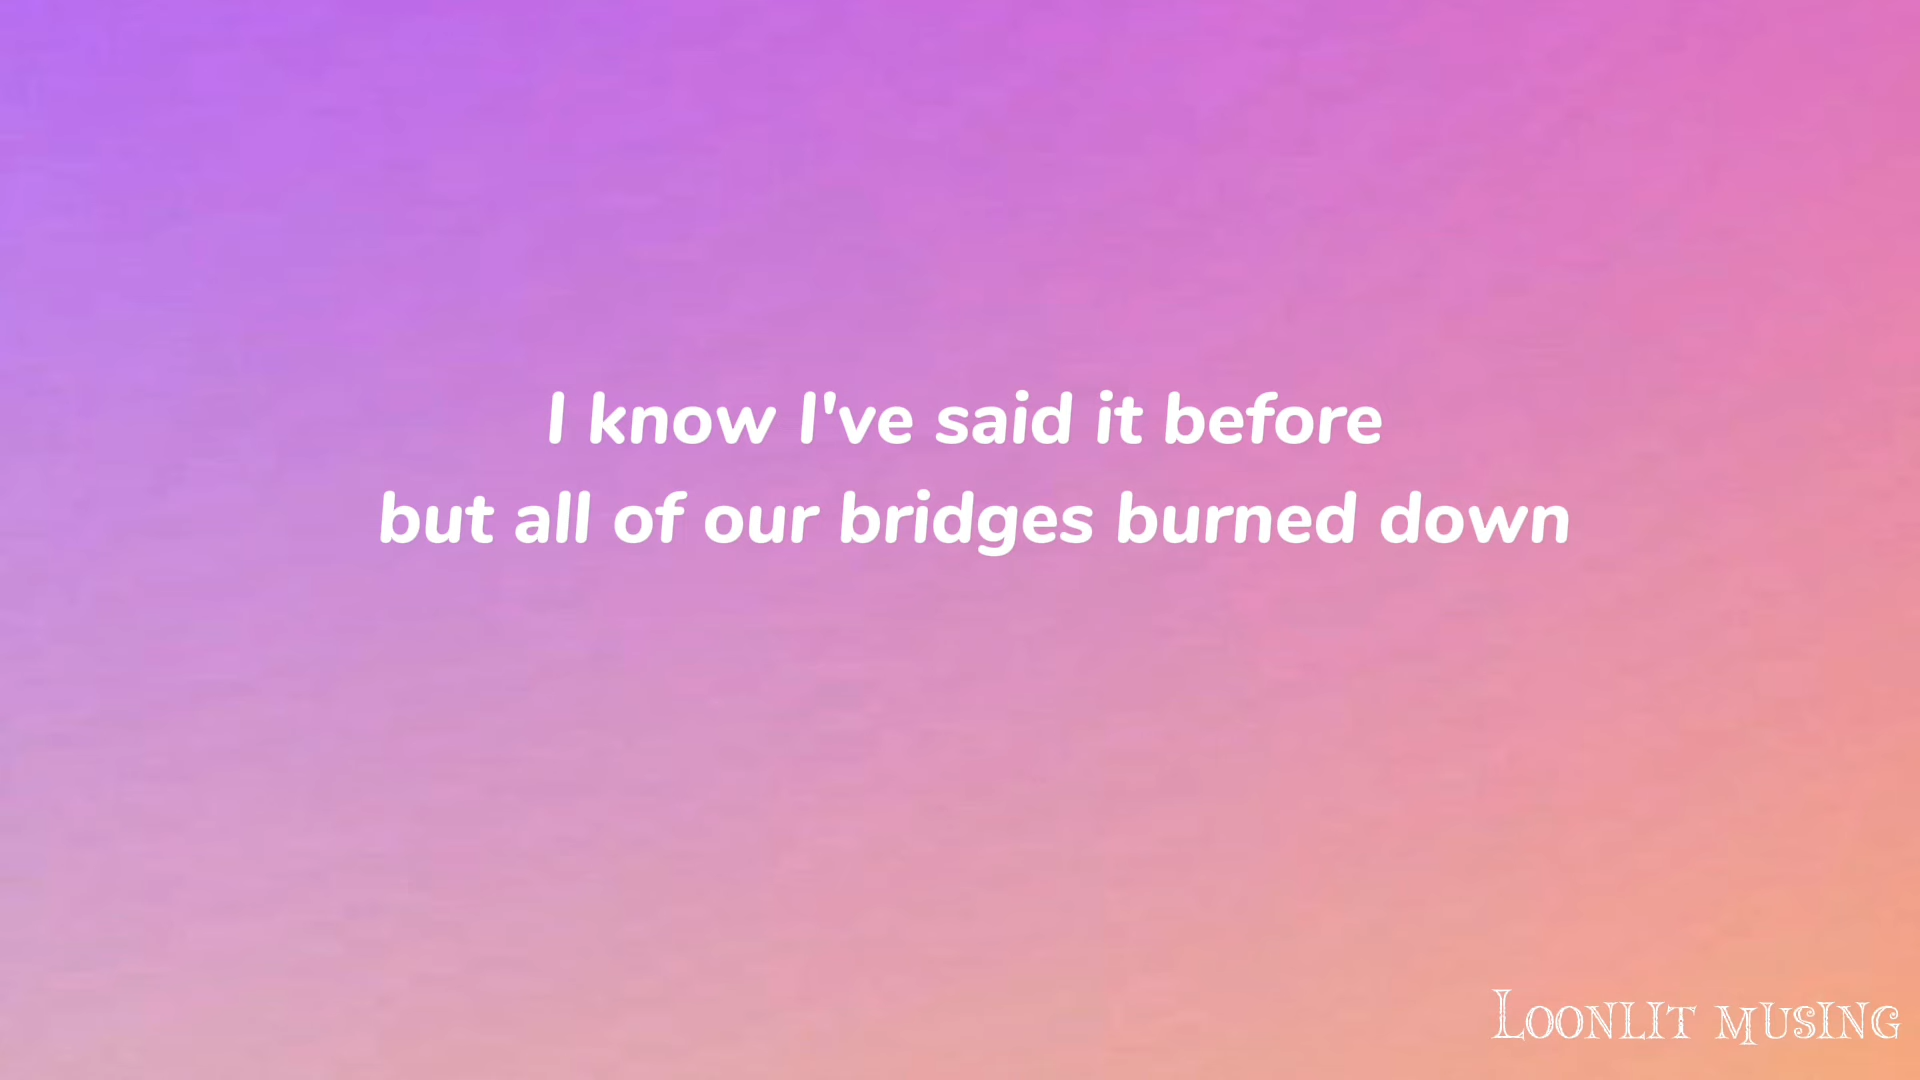 I know I've said it before
but all of our bridges burned down
Loonlit musing